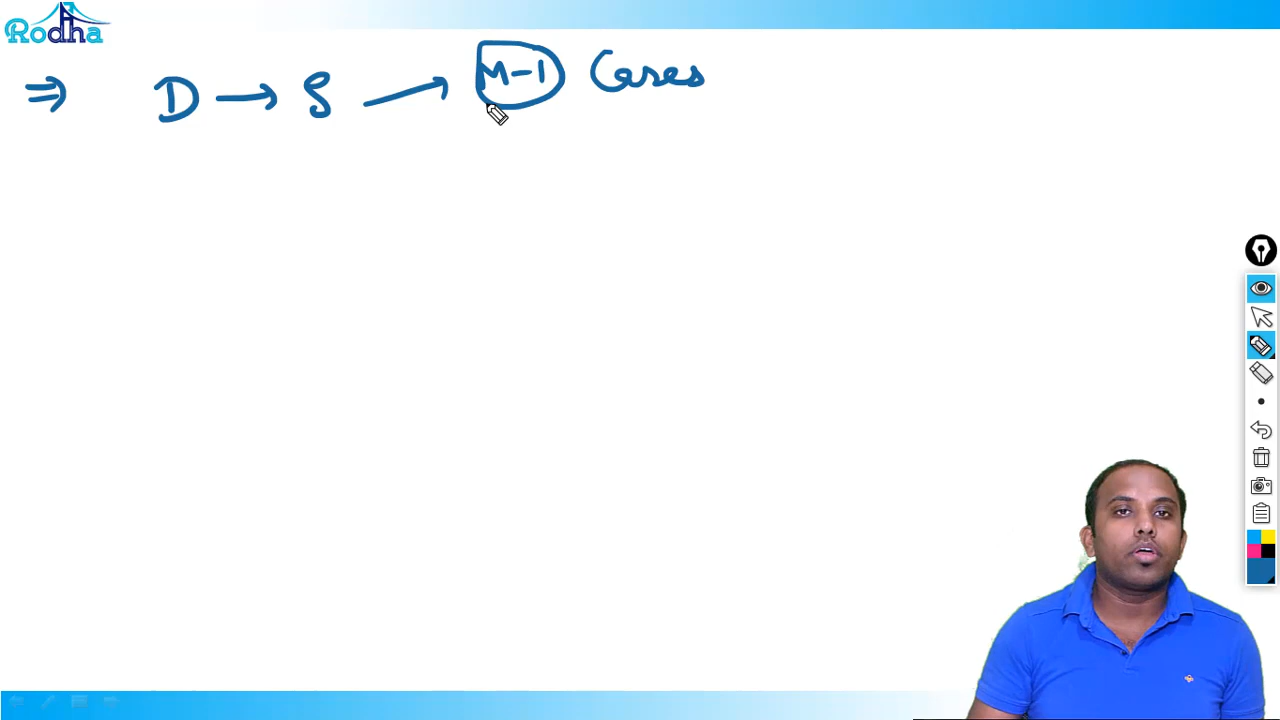 Rodha
⇒ D → S → M-1 Cases